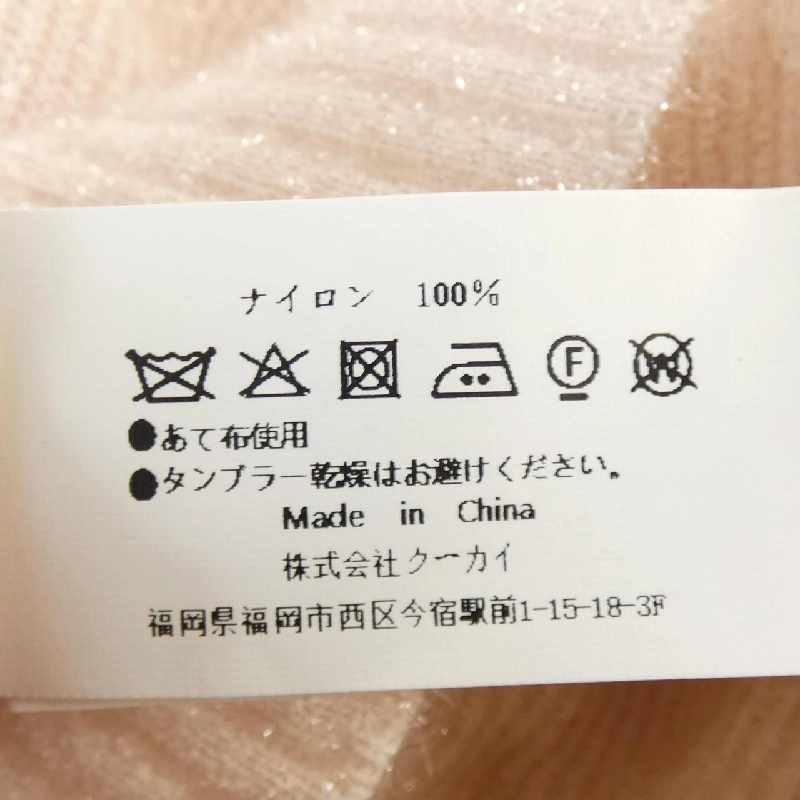 ナイロン 100%
F W
●あて布使用
●タンブラー乾燥はお避けください。
Made in China
株式会社クーカイ
福岡県福岡市西区今宿駅前1-15-18-3F